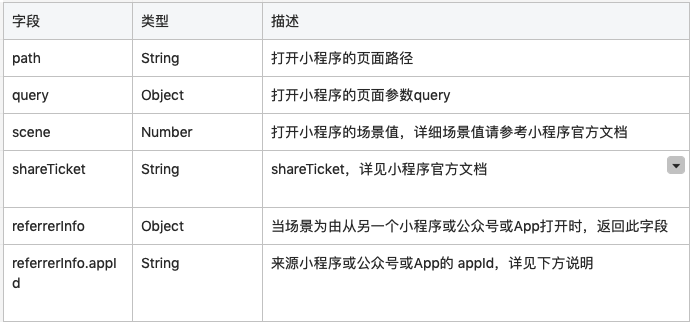 字段 类型 描述
path String 打开小程序的页面路径
query Object 打开小程序的页面参数query
scene Number 打开小程序的场景值，详细场景值请参考小程序官方文档
shareTicket String shareTicket，详见小程序官方文档
referrerInfo Object 当场景为由从另一个小程序或公众号或App打开时，返回此字段
referrerInfo.appI String 来源小程序或公众号或App的 appId，详见下方说明
d